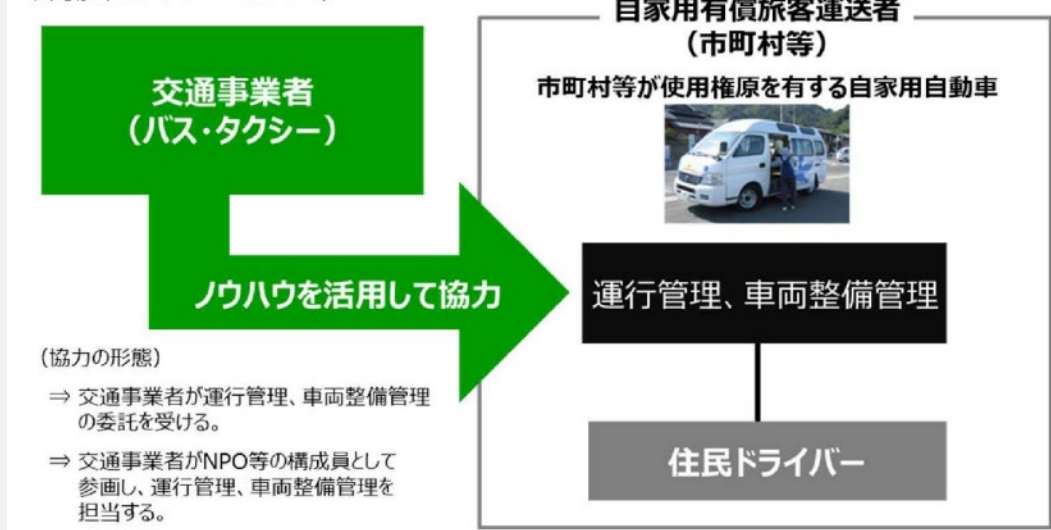 自家用有償旅客運送者
（市町村等）
交通事業者
（バス・タクシー）
市町村等が使用権原を有する自家用自動車
ノウハウを活用して協力
運行管理、車両整備管理
（協力の形態）
⇒ 交通事業者が運行管理、車両整備管理
の委託を受ける。
⇒ 交通事業者がNPO等の構成員として
参画し、運行管理、車両整備管理を
担当する。
住民ドライバー